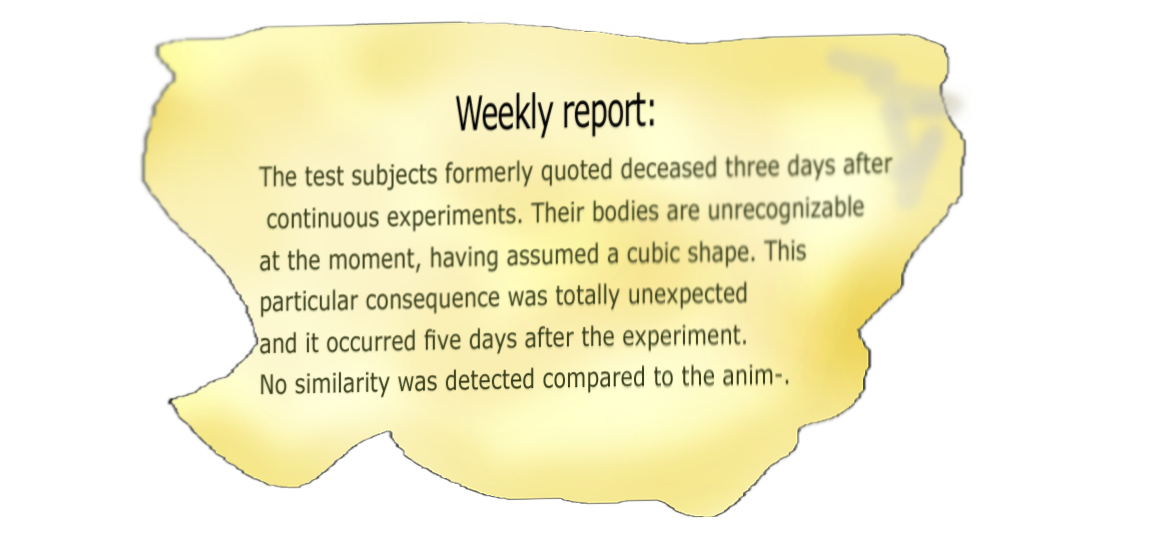 Weekly report:
The test subjects formerly quoted deceased three days after
continuous experiments. Their bodies are unrecognizable
at the moment, having assumed a cubic shape. This
particular consequence was totally unexpected
and it occurred five days after the experiment.
No similarity was detected compared to the anim-.